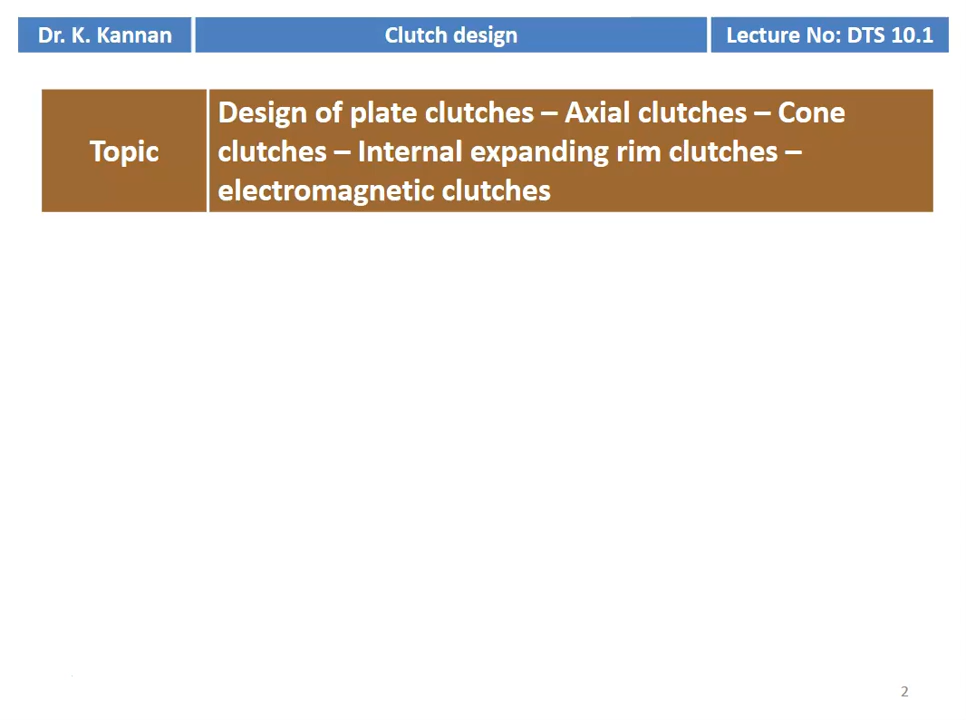 Dr. K. Kannan
Clutch design
Lecture No: DTS 10.1
Topic
Design of plate clutches – Axial clutches – Cone
clutches – Internal expanding rim clutches –
electromagnetic clutches
2